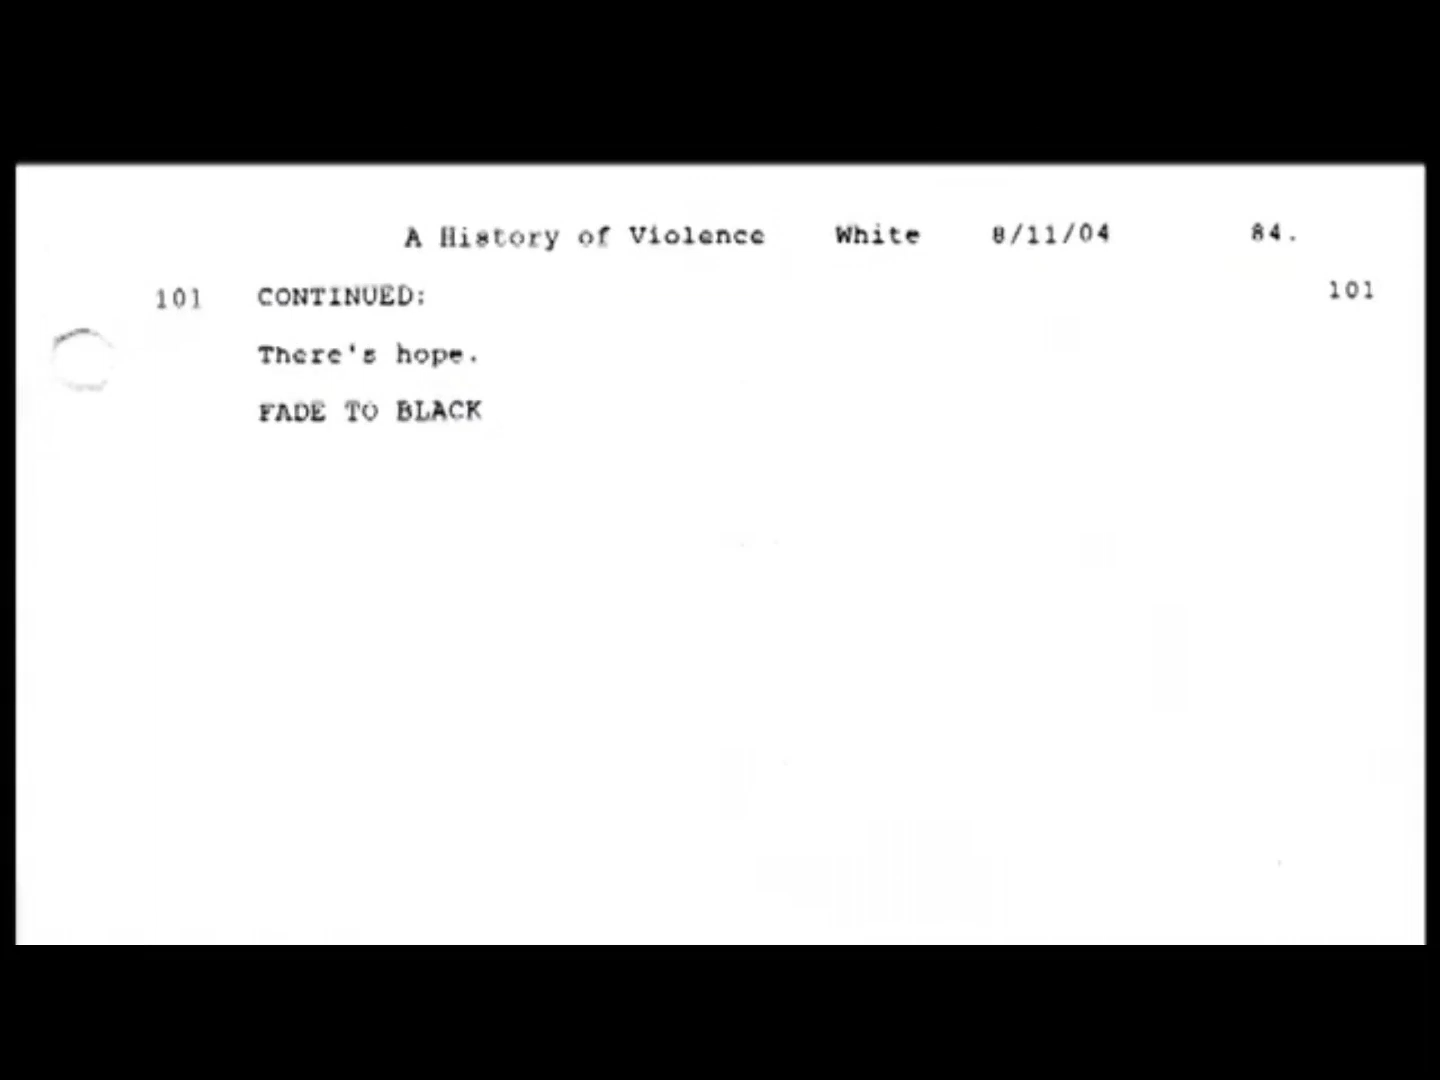 A History of Violence White 8/11/04 84.
101 CONTINUED: 101
There's hope.
FADE TO BLACK